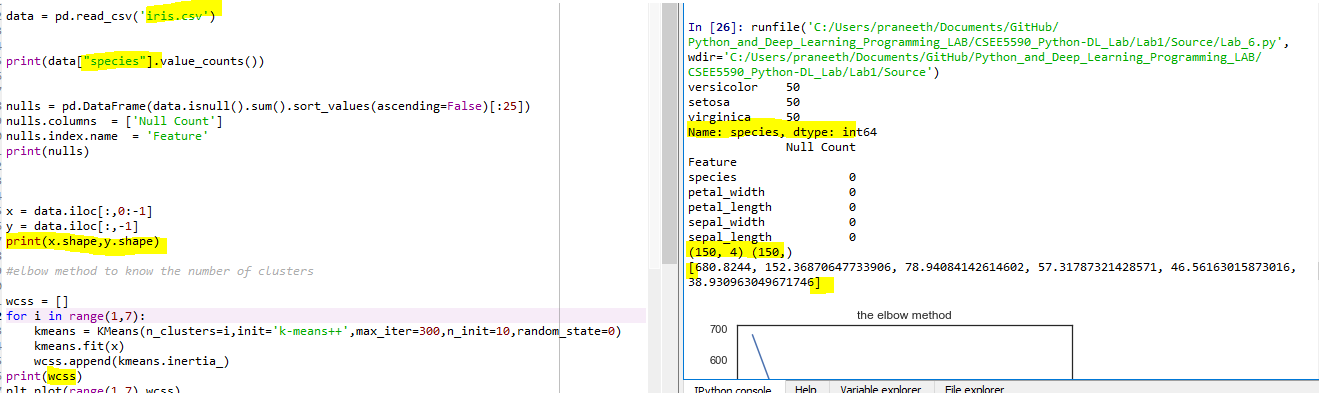 data = pd.read_csv('iris.csv')
print(data["species"].value_counts())
nulls = pd.DataFrame(data.isnull().sum().sort_values(ascending=False)[:25])
nulls.columns  = ['Null Count']
nulls.index.name  = 'Feature'
print(nulls)
x = data.iloc[:,0:-1]
y = data.iloc[:,-1]
print(x.shape,y.shape)
#elbow method to know the number of clusters
wcss = []
for i in range(1,7):
    kmeans = KMeans(n_clusters=i,init='k-means++',max_iter=300,n_init=10,random_state=0)
    kmeans.fit(x)
    wcss.append(kmeans.inertia_)
print(wcss)
plt.plot(range(1,7),wcss)
In [26]: runfile('C:/Users/praneeth/Documents/GitHub/
Python_and_Deep_Learning_Programming_LAB/CSEE5590_Python-DL_Lab/Lab1/Source/Lab_6.py',
wdir='C:/Users/praneeth/Documents/GitHub/Python_and_Deep_Learning_Programming_LAB/
CSEE5590_Python-DL_Lab/Lab1/Source')
versicolor    50
setosa        50
virginica     50
Name: species, dtype: int64
              Null Count
Feature
species                0
petal_width            0
petal_length           0
sepal_width            0
sepal_length           0
(150, 4) (150,)
[680.8244, 152.36870647733906, 78.94084142614602, 57.31787321428571, 46.56163015873016,
38.930963049671746]
the elbow method
700
600
IPython console
Help
Variable explorer
File explorer